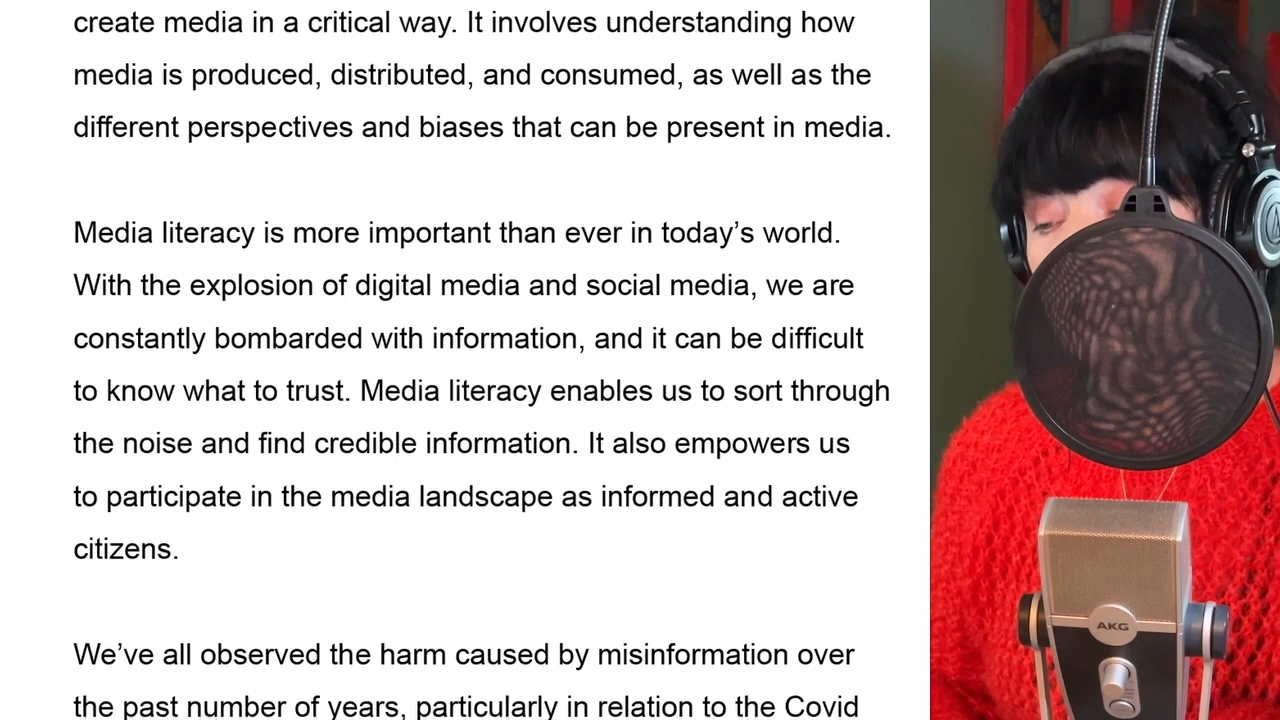 create media in a critical way. It involves understanding how
media is produced, distributed, and consumed, as well as the
different perspectives and biases that can be present in media.
Media literacy is more important than ever in today’s world.
With the explosion of digital media and social media, we are
constantly bombarded with information, and it can be difficult
to know what to trust. Media literacy enables us to sort through
the noise and find credible information. It also empowers us
to participate in the media landscape as informed and active
citizens.
We’ve all observed the harm caused by misinformation over
the past number of years, particularly in relation to the Covid
AKG